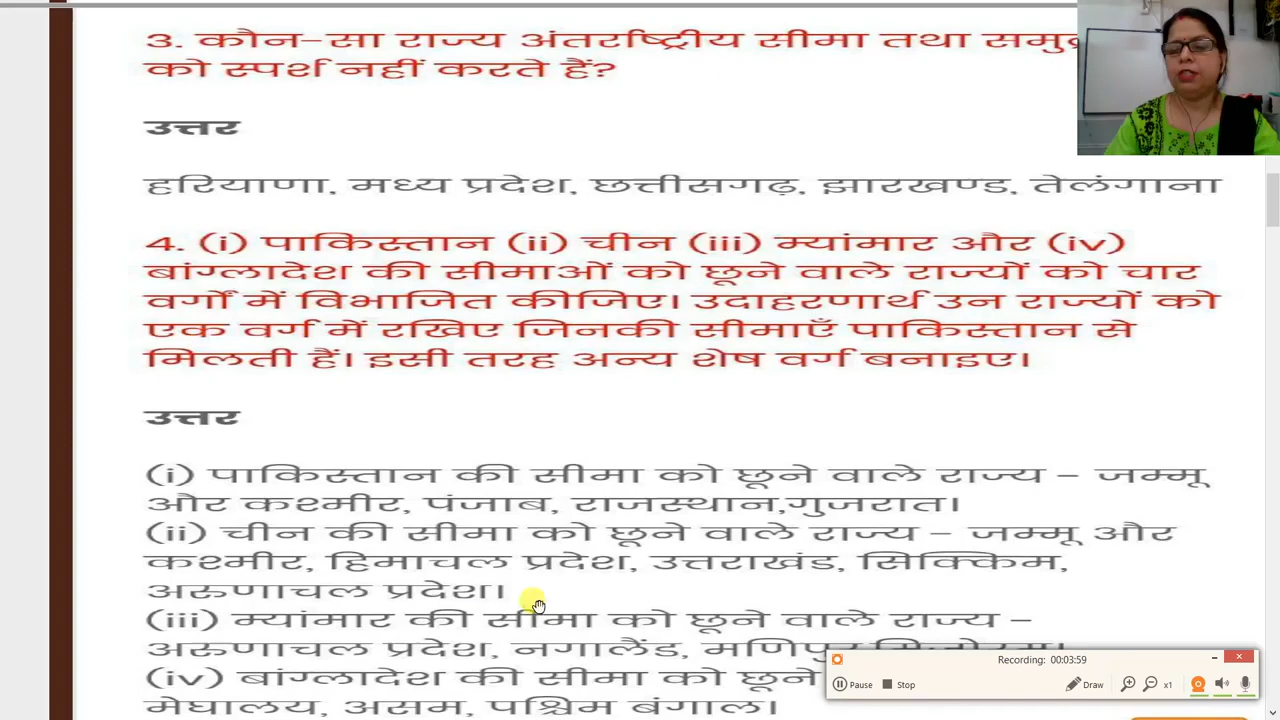 3. कौन-सा राज्य अंतरराष्ट्रीय सीमा तथा
को स्पर्श नहीं करते हैं?
उत्तर
हरियाणा, मध्य प्रदेश, छत्तीसगढ़, झारखण्ड, तेलंगाना
4. (i) पाकिस्तान (ii) चीन (iii) म्यांमार और (iv)
बांग्लादेश की सीमाओं को छूने वाले राज्यों को चार
वर्गों में विभाजित कीजिए। उदाहरणार्थ उन राज्यों को
एक वर्ग में रखिए जिनकी सीमाएँ पाकिस्तान से
मिलती हैं। इसी तरह अन्य शेष वर्ग बनाइए।
उत्तर
(i) पाकिस्तान की सीमा को छूने वाले राज्य – जम्मू
और कश्मीर, पंजाब, राजस्थान,गुजरात।
(ii) चीन की सीमा को छूने वाले राज्य – जम्मू और
कश्मीर, हिमाचल प्रदेश, उत्तराखंड, सिक्किम,
अरुणाचल प्रदेश।
(iii) म्यांमार की सीमा को छूने वाले राज्य –
अरुणाचल प्रदेश, नगालैंड, मणिपुर
(iv) बांग्लादेश की सीमा को छूने
मेघालय, असम, पश्चिम बंगाल।
Recording: 00:03:59
Pause Stop Draw x1